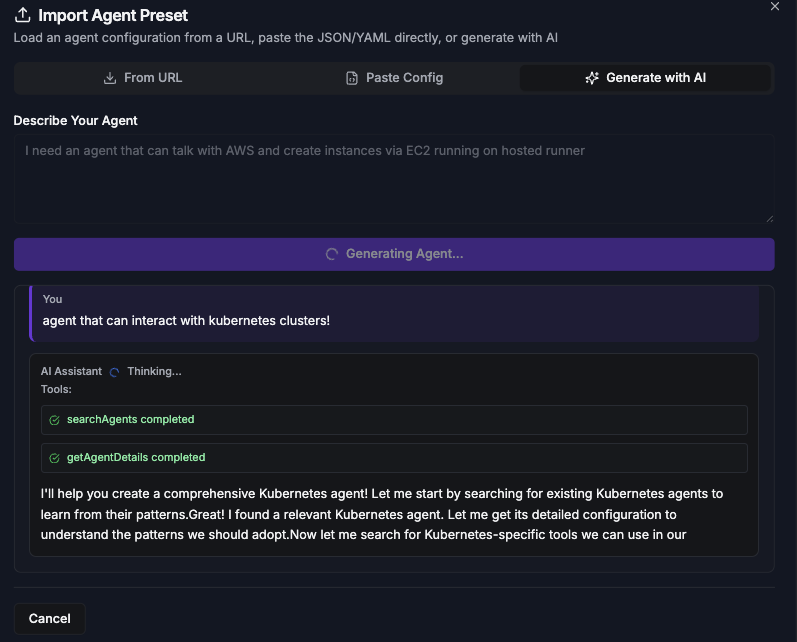 Import Agent Preset
Load an agent configuration from a URL, paste the JSON/YAML directly, or generate with AI
From URL
Paste Config
Generate with AI
Describe Your Agent
I need an agent that can talk with AWS and create instances via EC2 running on hosted runner
Generating Agent...
You
agent that can interact with kubernetes clusters!
AI Assistant Thinking...
Tools:
searchAgents completed
getAgentDetails completed
I'll help you create a comprehensive Kubernetes agent! Let me start by searching for existing Kubernetes agents to
learn from their patterns.Great! I found a relevant Kubernetes agent. Let me get its detailed configuration to
understand the patterns we should adopt.Now let me search for Kubernetes-specific tools we can use in our
Cancel